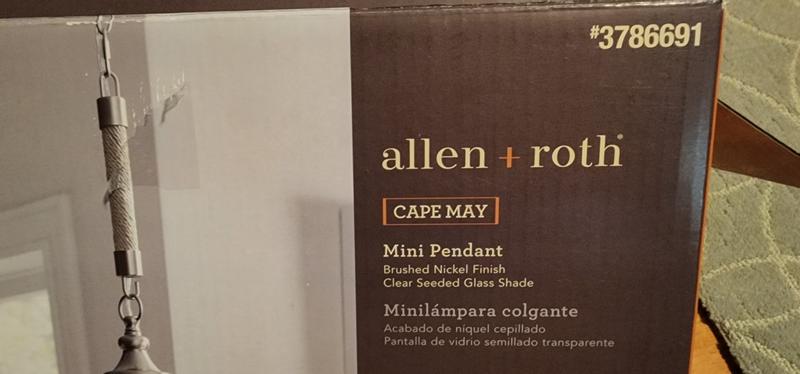 #3786691
allen + roth®
CAPE MAY
Mini Pendant
Brushed Nickel Finish
Clear Seeded Glass Shade
Minilámpara colgante
Acabado de níquel cepillado
Pantalla de vidrio semillado transparente